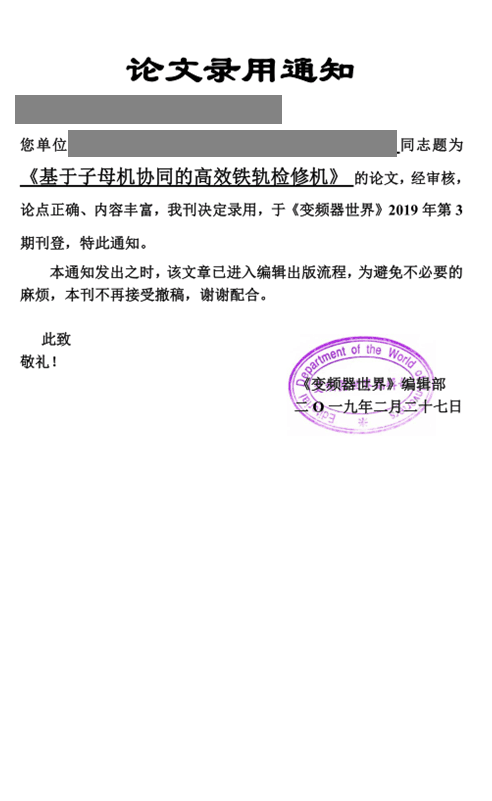 论文录用通知
您单位 同志题为
《基于子母机协同的高效铁轨检修机》 的论文，经审核，
论点正确、内容丰富，我刊决定录用，于《变频器世界》2019 年第 3
期刊登，特此通知。
本通知发出之时，该文章已进入编辑出版流程，为避免不必要的
麻烦，本刊不再接受撤稿，谢谢配合。
此致
敬礼！
Editorial Department of the World of
《变频器世界》编辑部
二 O 一九年二月二十七日